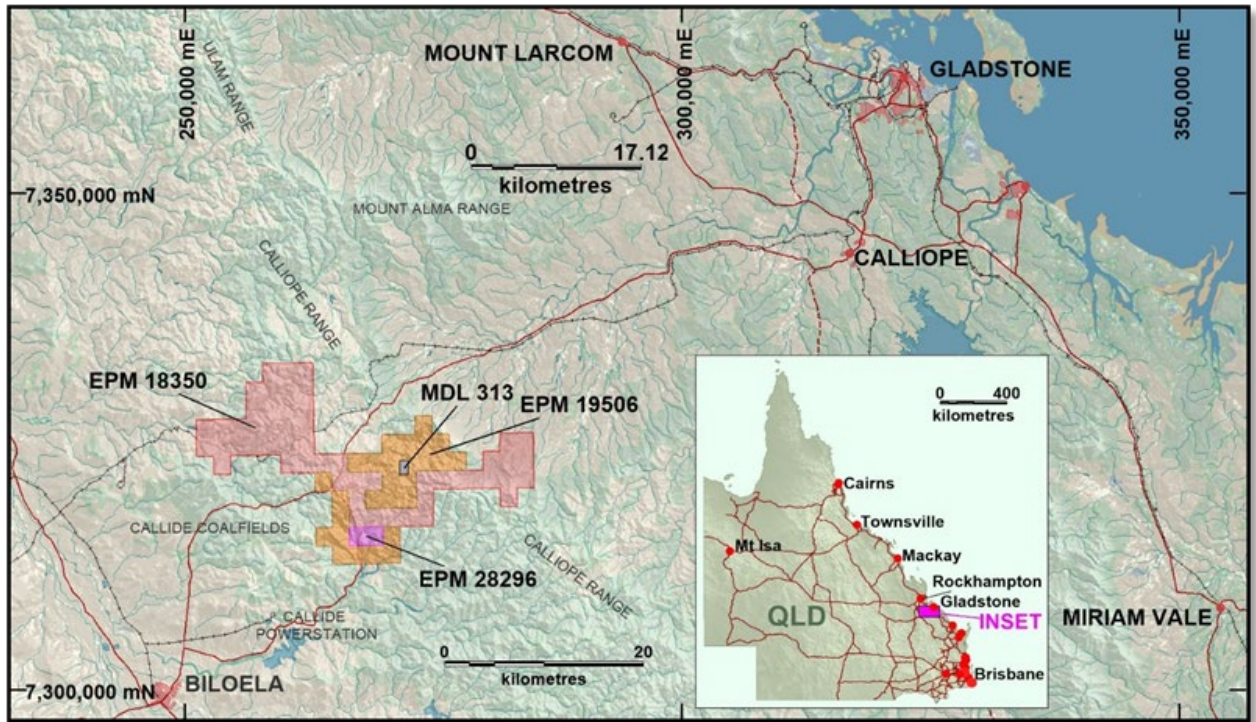 250,000 mE
300,000 mE
350,000 mE
ULAM RANGE
MOUNT LARCOM
GLADSTONE
0 17.12
kilometres
7,350,000 mN
MOUNT ALMA RANGE
CALLIOPE RANGE
CALLIOPE
EPM 18350
MDL 313
EPM 19506
CALLIDE COALFIELDS
EPM 28296
CALLIOPE RANGE
CALLIDE
POWERSTATION
0 20
kilometres
7,300,000 mN
BILOELA
MIRIAM VALE
0 400
kilometres
Cairns
Townsville
Mt Isa
Mackay
Rockhampton
Gladstone
INSET
QLD
Brisbane